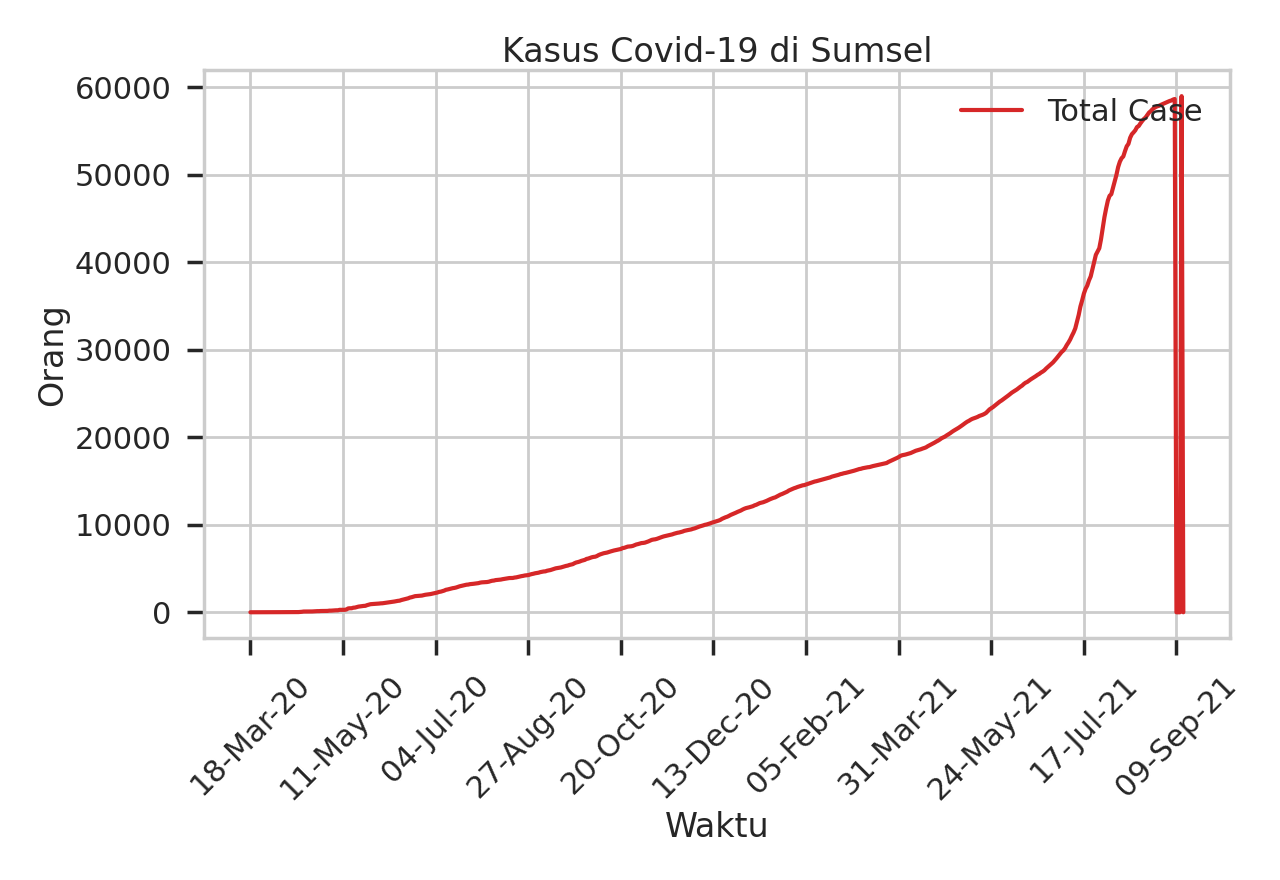 Kasus Covid-19 di Sumsel
Total Case
60000
50000
40000
30000
20000
10000
0
Orang
18-Mar-20
11-May-20
04-Jul-20
27-Aug-20
20-Oct-20
13-Dec-20
05-Feb-21
31-Mar-21
24-May-21
17-Jul-21
09-Sep-21
Waktu